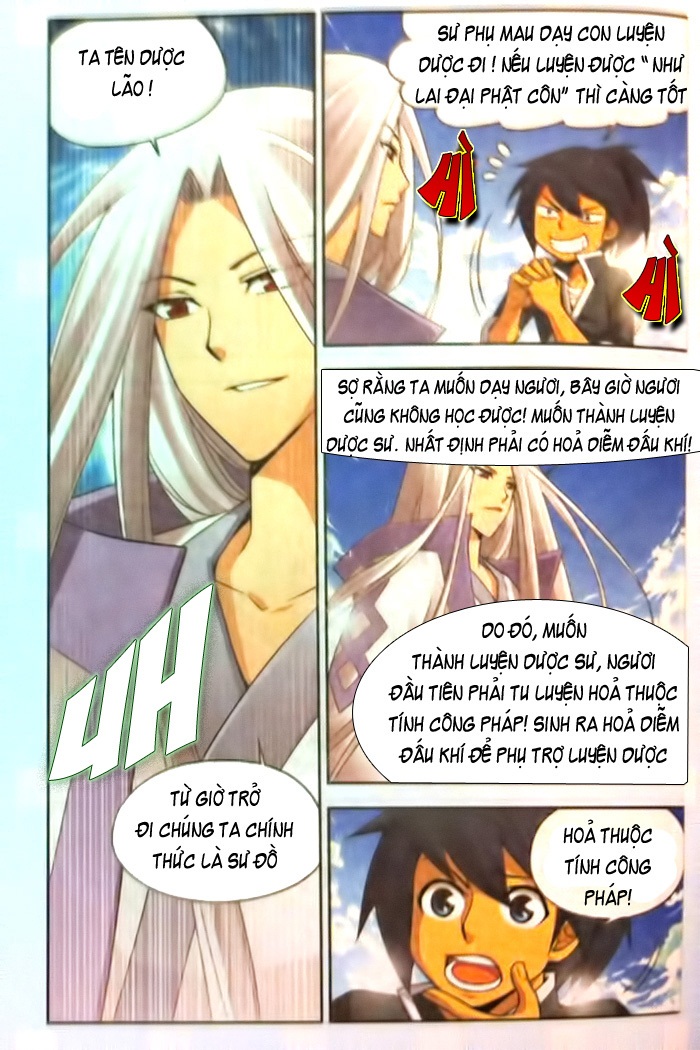 TA TÊN DƯỢC
LÃO !
UH
TỪ GIỜ TRỞ
ĐI CHÚNG TA CHÍNH
THỨC LÀ SƯ ĐỒ
SƯ PHỤ MAU DẠY CON LUYỆN
DƯỢC ĐI ! NẾU LUYỆN ĐƯỢC " NHƯ
LAI ĐẠI PHẬT CÔN" THÌ CÀNG TỐT
HÌ
HÌ
SỢ RẰNG TA MUỐN DẠY NGƯƠI, BÂY GIỜ NGƯƠI
CŨNG KHÔNG HỌC ĐƯỢC! MUỐN THÀNH LUYỆN
DƯỢC SƯ. NHẤT ĐỊNH PHẢI CÓ HOẢ DIỄM ĐẤU KHÍ!
DO ĐÓ, MUỐN
THÀNH LUYỆN DƯỢC SƯ, NGƯƠI
ĐẦU TIÊN PHẢI TU LUYỆN HOẢ THUỘC
TÍNH CÔNG PHÁP! SINH RA HOẢ DIỄM
ĐẤU KHÍ ĐỂ PHỤ TRỢ LUYỆN DƯỢC
HOẢ THUỘC
TÍNH CÔNG
PHÁP!